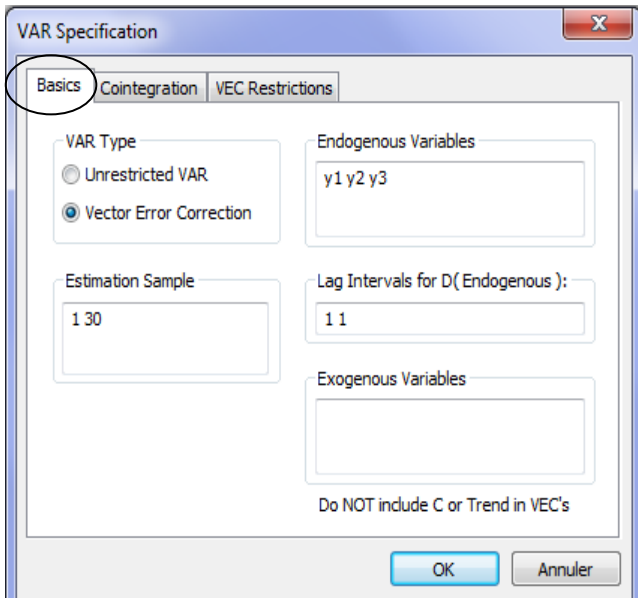 VAR Specification
X
Basics Cointegration VEC Restrictions
VAR Type
Unrestricted VAR
Vector Error Correction
Endogenous Variables
y1 y2 y3
Estimation Sample
1 30
Lag Intervals for D( Endogenous ):
1 1
Exogenous Variables
Do NOT include C or Trend in VEC's
OK Annuler